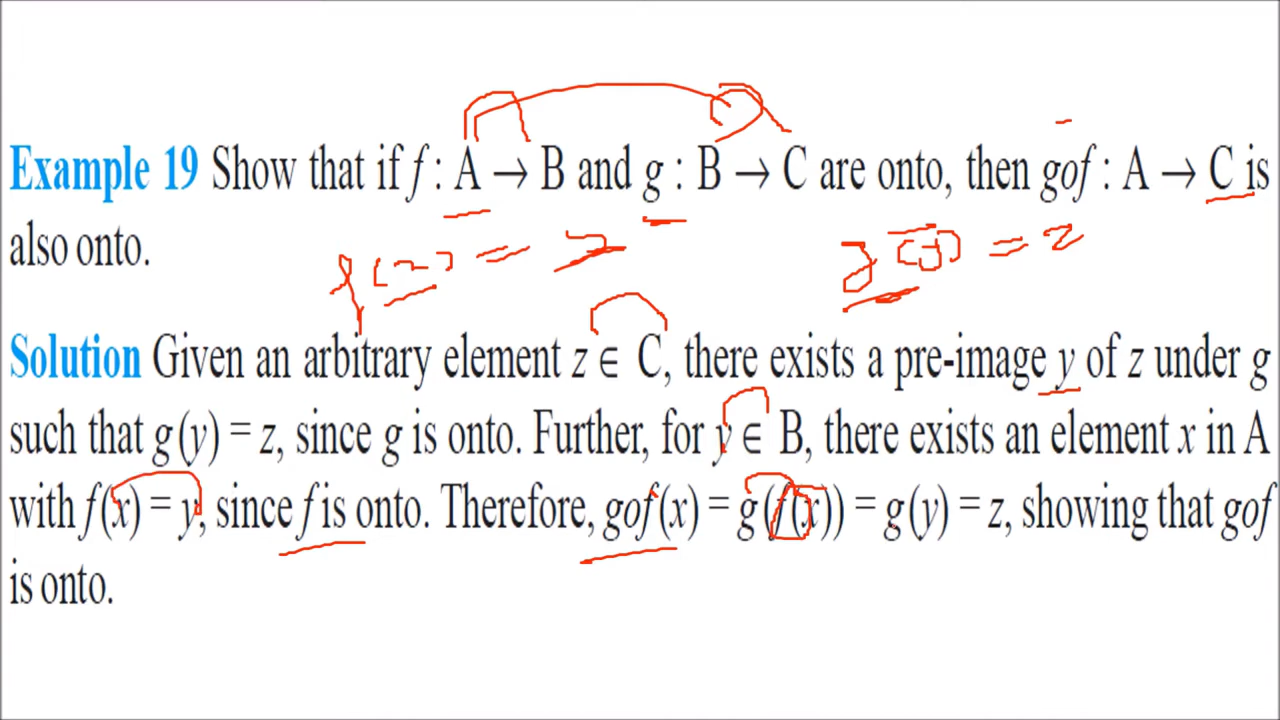 Example 19 Show that if f : A → B and g : B → C are onto, then gof : A → C is
also onto.
g(y) = z
Solution Given an arbitrary element z ∈ C, there exists a pre-image y of z under g
such that g(y) = z, since g is onto. Further, for y ∈ B, there exists an element x in A
with f(x) = y, since f is onto. Therefore, gof(x) = g(f(x)) = g(y) = z, showing that gof
is onto.